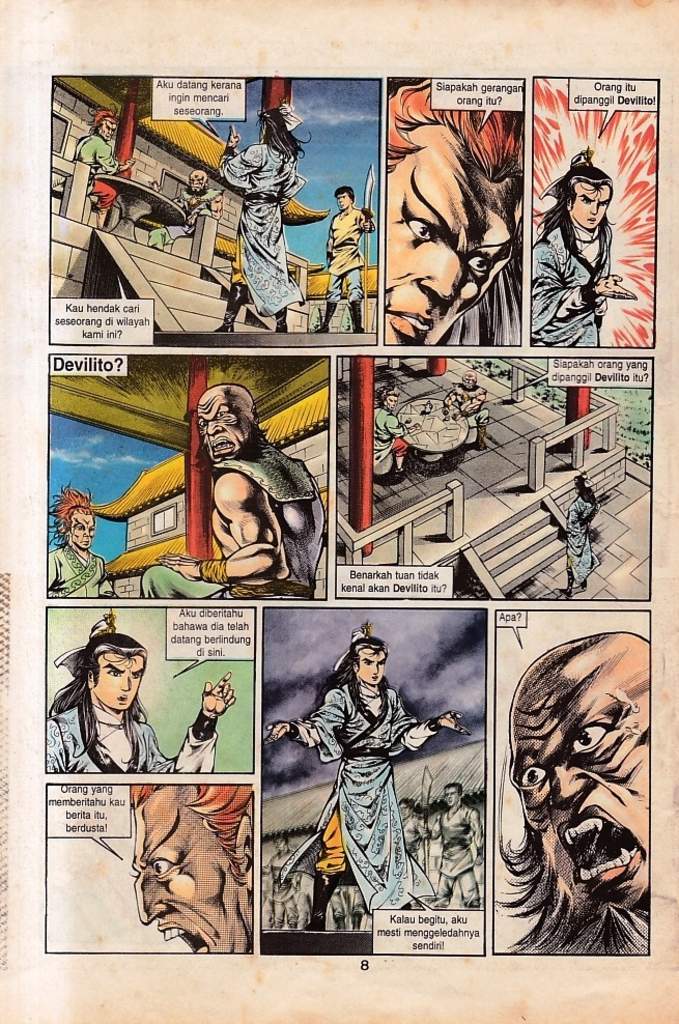 Aku datang kerana
ingin mencari
seseorang.
Kau hendak cari
seseorang di wilayah
kami ini?
Siapakah gerangan
orang itu?
Orang itu
dipanggil Devilito!
Devilito?
Siapakah orang yang
dipanggil Devilito itu?
Benarkah tuan tidak
kenal akan Devilito itu?
Aku diberitahu
bahawa dia telah
datang berlindung
di sini.
Orang yang
memberitahu kau
berita itu,
berdusta!
Kalau begitu, aku
mesti menggeledahnya
sendiri!
Apa?
8